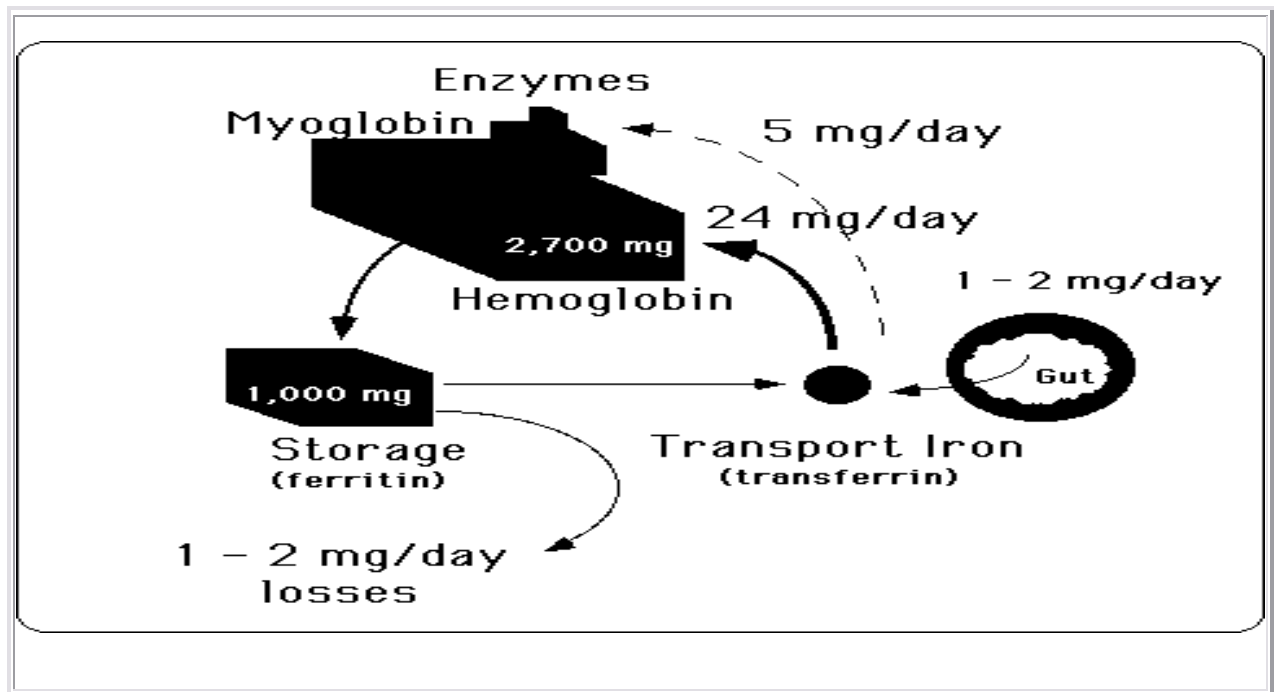 Enzymes
Myoglobin
5 mg/day
24 mg/day
2,700 mg
1 - 2 mg/day
Hemoglobin
Gut
1,000 mg
Storage
(ferritin)
Transport Iron
(transferrin)
1 - 2 mg/day
losses